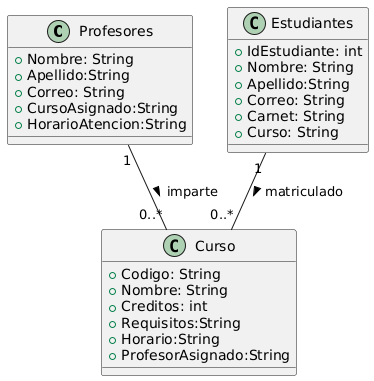 C Profesores
Nombre: String
Apellido:String
Correo: String
CursoAsignado:String
HorarioAtencion:String
C Estudiantes
IdEstudiante: int
Nombre: String
Apellido:String
Correo: String
Carnet: String
Curso: String
1
imparte
0..*
1
matriculado
0..*
C Curso
Codigo: String
Nombre: String
Creditos: int
Requisitos:String
Horario:String
ProfesorAsignado:String